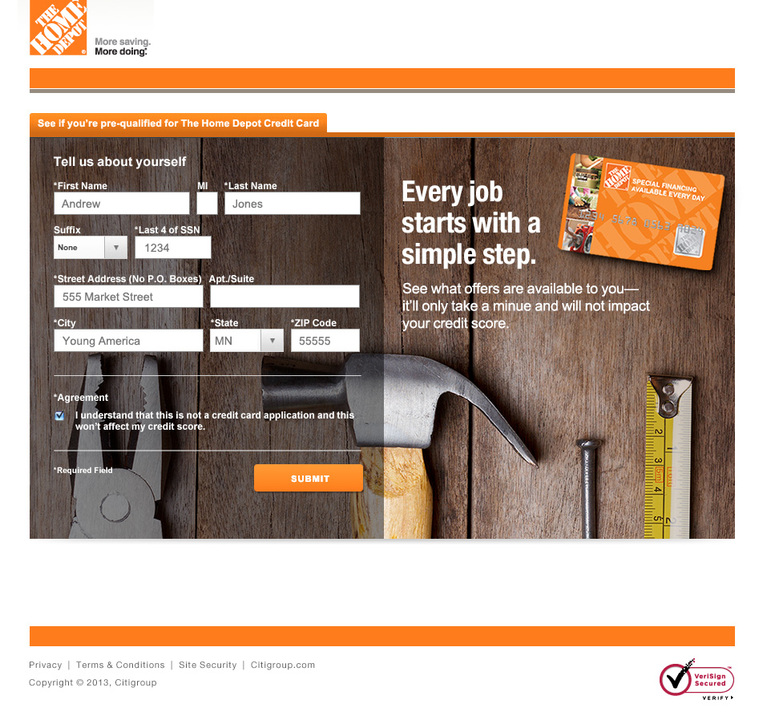 THE
HOME
DEPOT
More saving.
More doing.
See if you're pre-qualified for The Home Depot Credit Card
Tell us about yourself
*First Name MI *Last Name
Andrew Jones
Suffix *Last 4 of SSN
None 1234
*Street Address (No P.O. Boxes) Apt./Suite
555 Market Street
*City *State *ZIP Code
Young America MN 55555
*Agreement
I understand that this is not a credit card application and this
won't affect my credit score.
*Required Field
SUBMIT
Every job
starts with a
simple step.
See what offers are available to you—
it'll only take a minue and will not impact
your credit score.
THE
HOME
DEPOT
SPECIAL FINANCING
AVAILABLE EVERY DAY
Privacy | Terms & Conditions | Site Security | Citigroup.com
Copyright © 2013, Citigroup
VeriSign
Secured
VERIFY